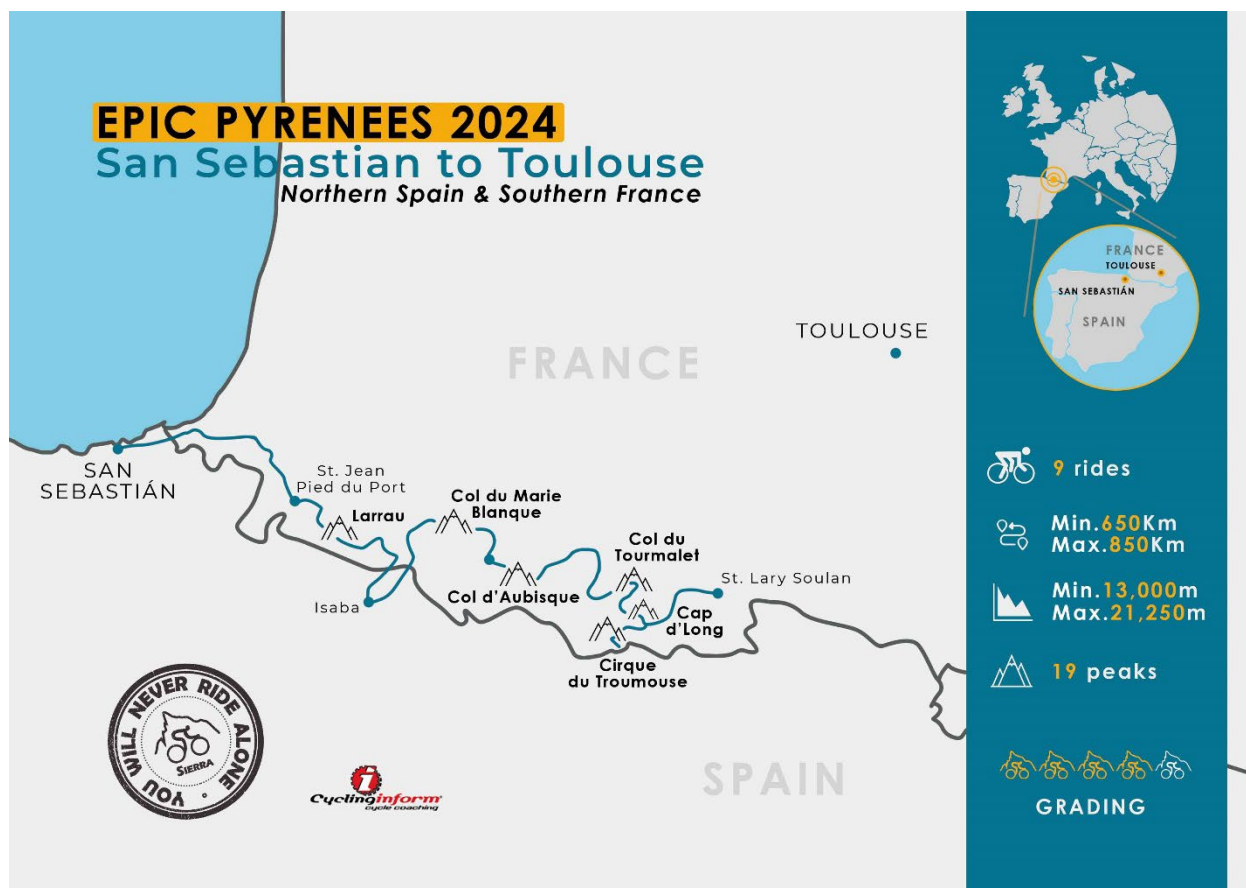 EPIC PYRENEES 2024
San Sebastian to Toulouse
Northern Spain & Southern France
FRANCE
TOULOUSE
SAN
SEBASTIÁN
St. Jean
Pied du Port
Larrau
Isaba
Col du Marie
Blanque
Col d'Aubisque
Col du
Tourmalet
St. Lary Soulan
Cap
d'Long
Cirque
du Troumouse
SPAIN
YOU WILL NEVER RIDE ALONE ·
SIERRA
i
Cyclinginform®
cycle coaching
FRANCE
TOULOUSE
SAN SEBASTIÁN
SPAIN
9 rides
Min.650Km
Max.850Km
Min.13,000m
Max.21,250m
19 peaks
GRADING